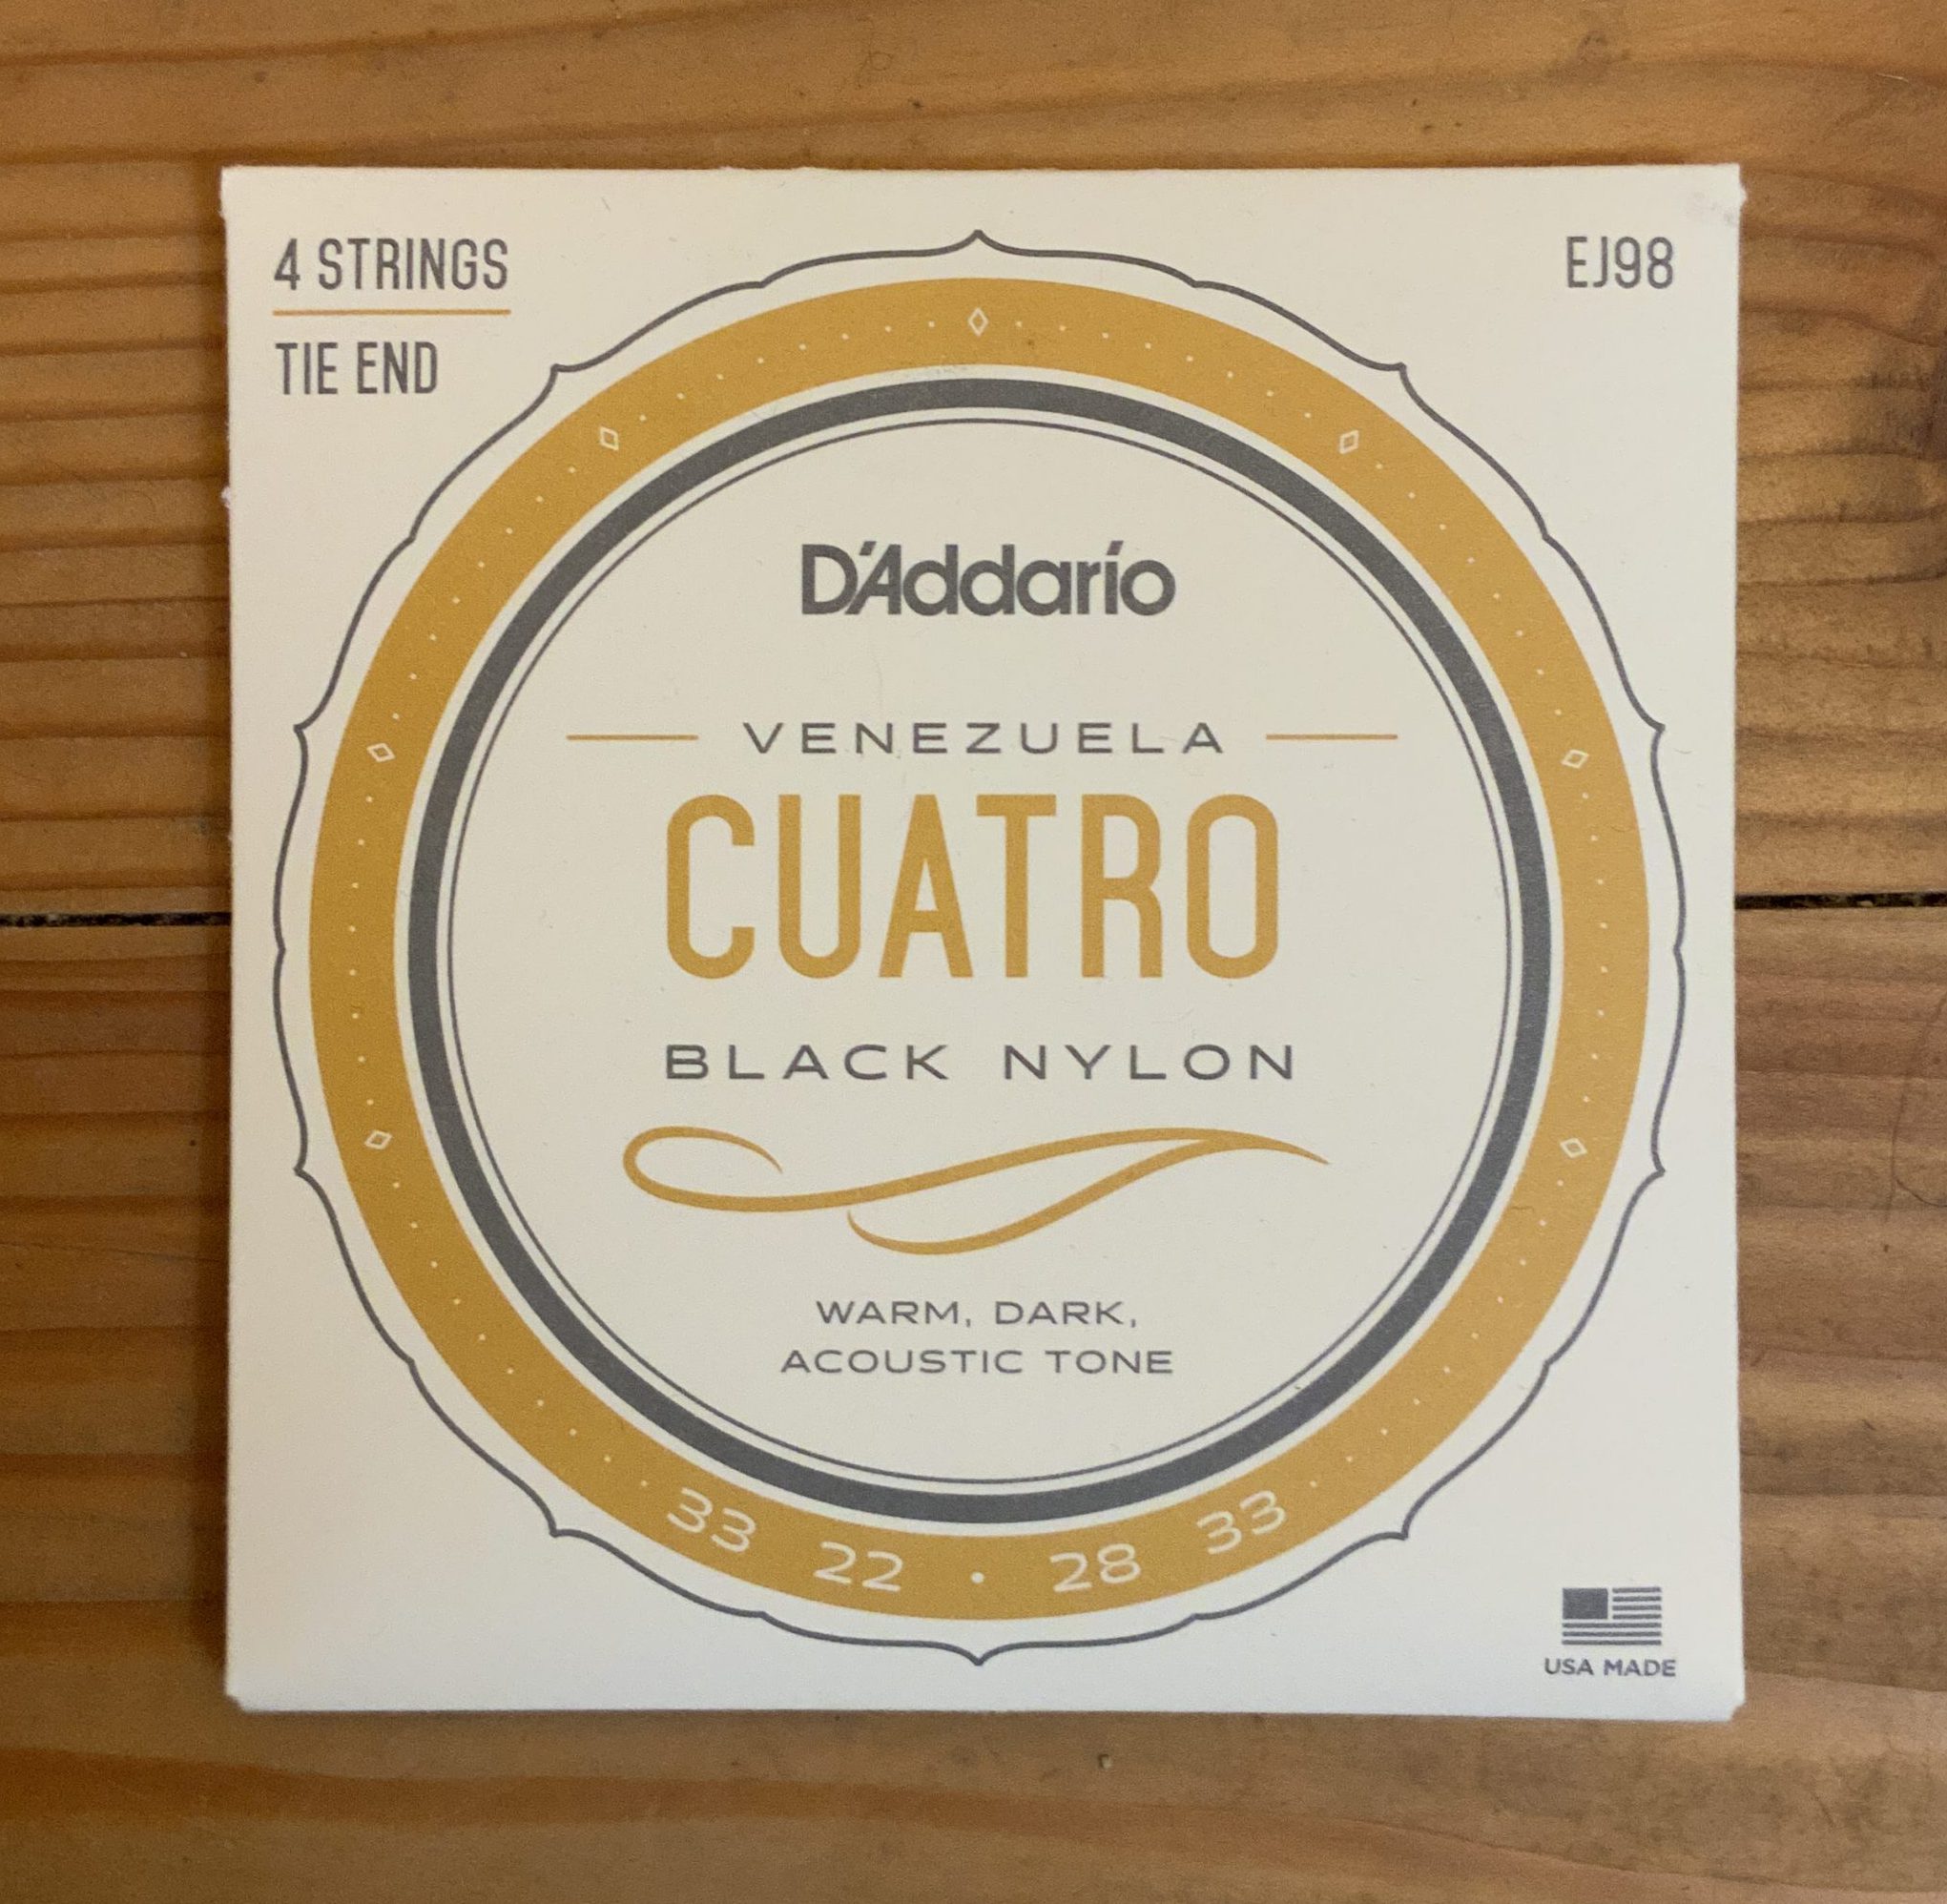 4 STRINGS
TIE END
EJ98
D'Addario
VENEZUELA
CUATRO
BLACK NYLON
WARM, DARK,
ACOUSTIC TONE
33 22 • 28 33
USA MADE